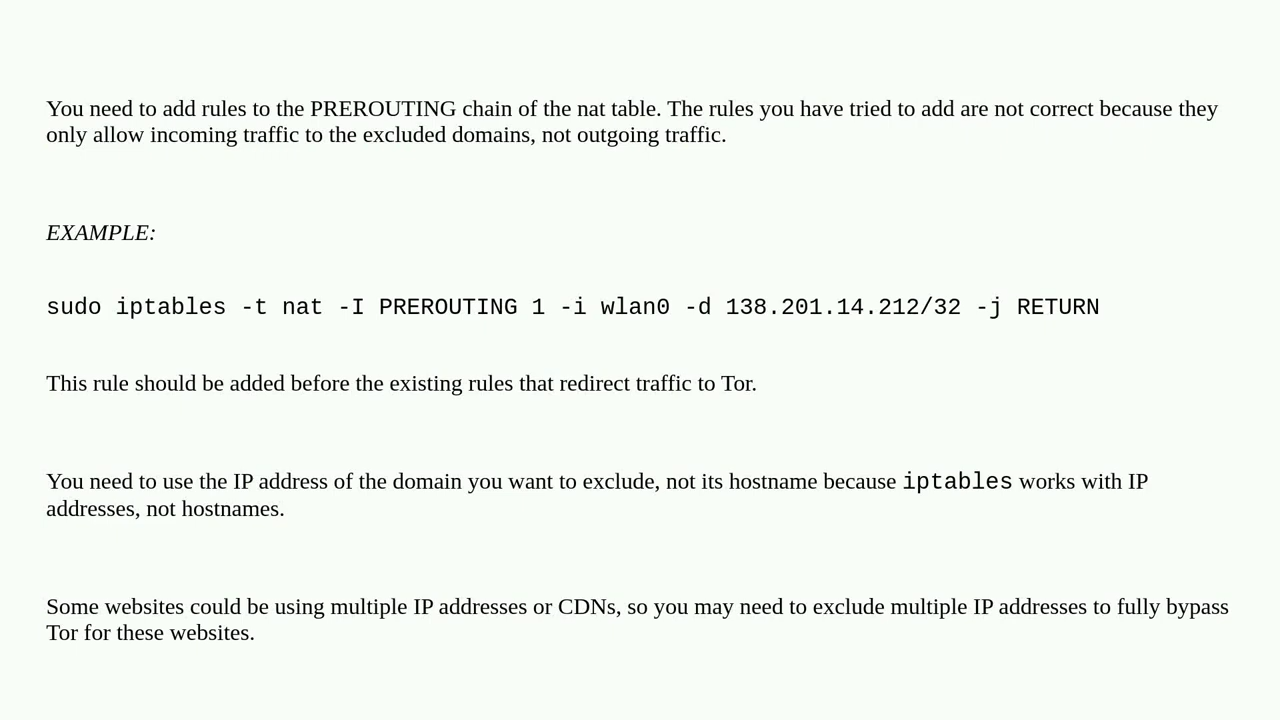 You need to add rules to the PREROUTING chain of the nat table. The rules you have tried to add are not correct because they
only allow incoming traffic to the excluded domains, not outgoing traffic.
EXAMPLE:
sudo iptables -t nat -I PREROUTING 1 -i wlan0 -d 138.201.14.212/32 -j RETURN
This rule should be added before the existing rules that redirect traffic to Tor.
You need to use the IP address of the domain you want to exclude, not its hostname because iptables works with IP
addresses, not hostnames.
Some websites could be using multiple IP addresses or CDNs, so you may need to exclude multiple IP addresses to fully bypass
Tor for these websites.